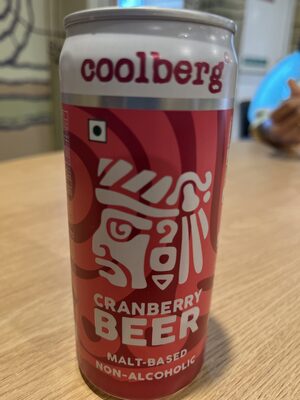 coolberg
CRANBERRY
BEER
MALT-BASED
NON-ALCOHOLIC